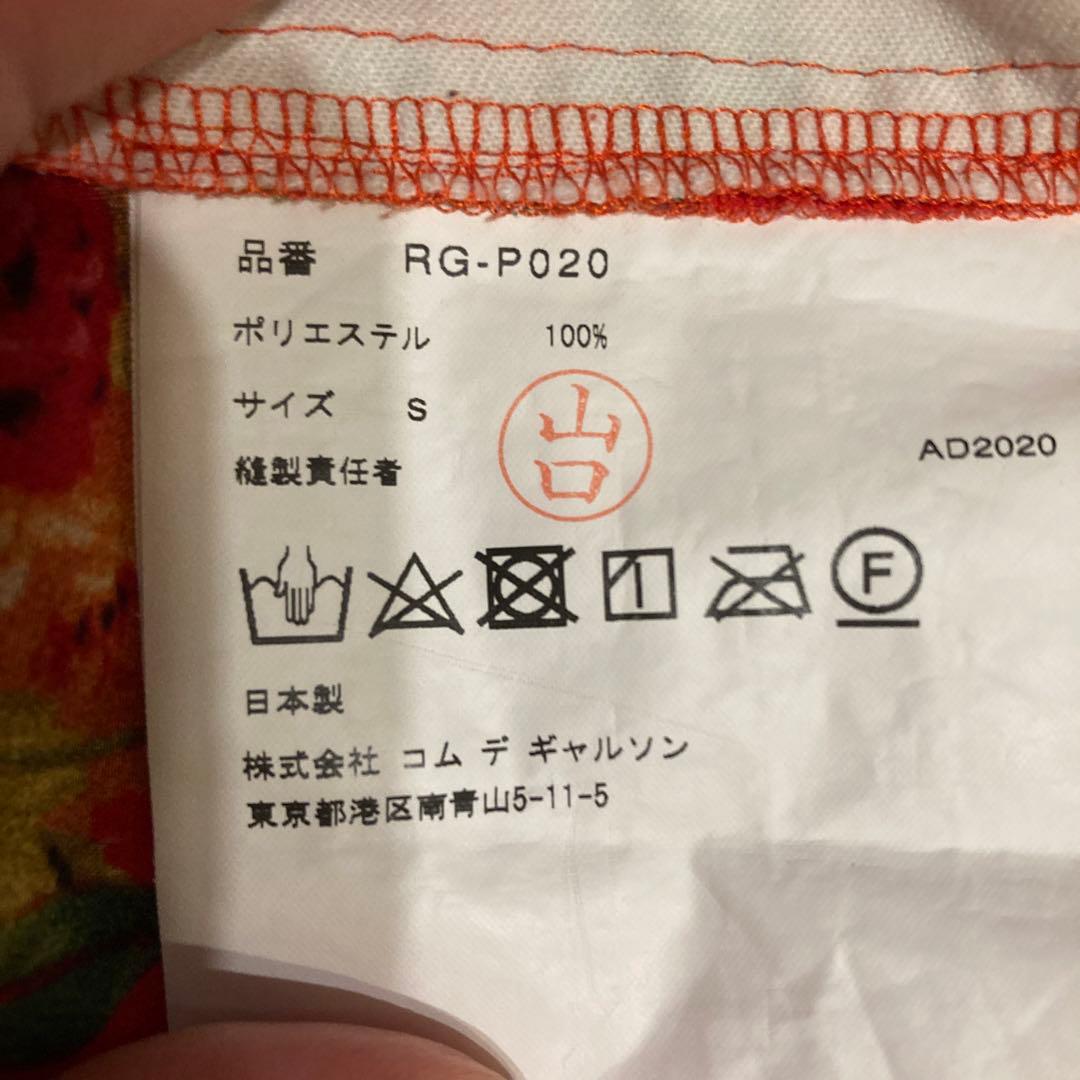 品番 RG-P020
ポリエステル 100%
サイズ S
縫製責任者 山口
AD2020
F
日本製
株式会社 コム デ ギャルソン
東京都港区南青山5-11-5